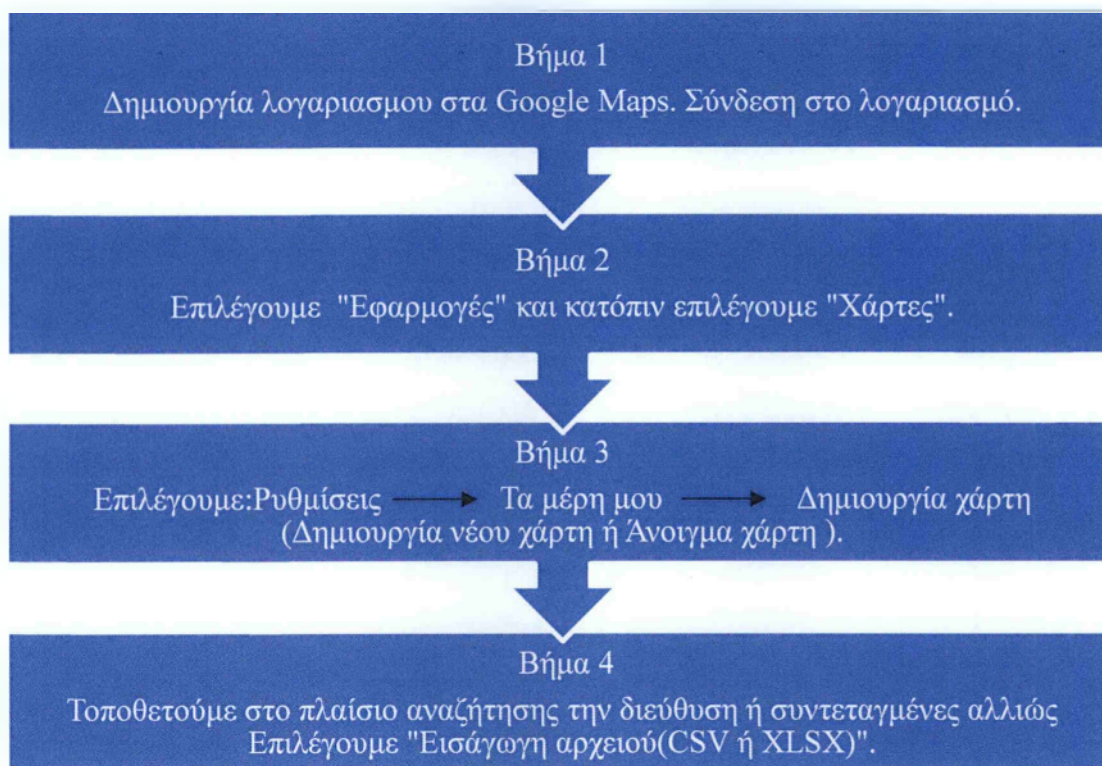 Βήμα 1
Δημιουργία λογαριασμου στα Google Maps. Σύνδεση στο λογαριασμό.
Βήμα 2
Επιλέγουμε "Εφαρμογές" και κατόπιν επιλέγουμε "Χάρτες".
Βήμα 3
Επιλέγουμε:Ρυθμίσεις → Τα μέρη μου → Δημιουργία χάρτη
(Δημιουργία νέου χάρτη ή Άνοιγμα χάρτη ).
Βήμα 4
Τοποθετούμε στο πλαίσιο αναζήτησης την διεύθυση ή συντεταγμένες αλλιώς
Επιλέγουμε "Εισάγωγη αρχειού(CSV ή XLSX)".